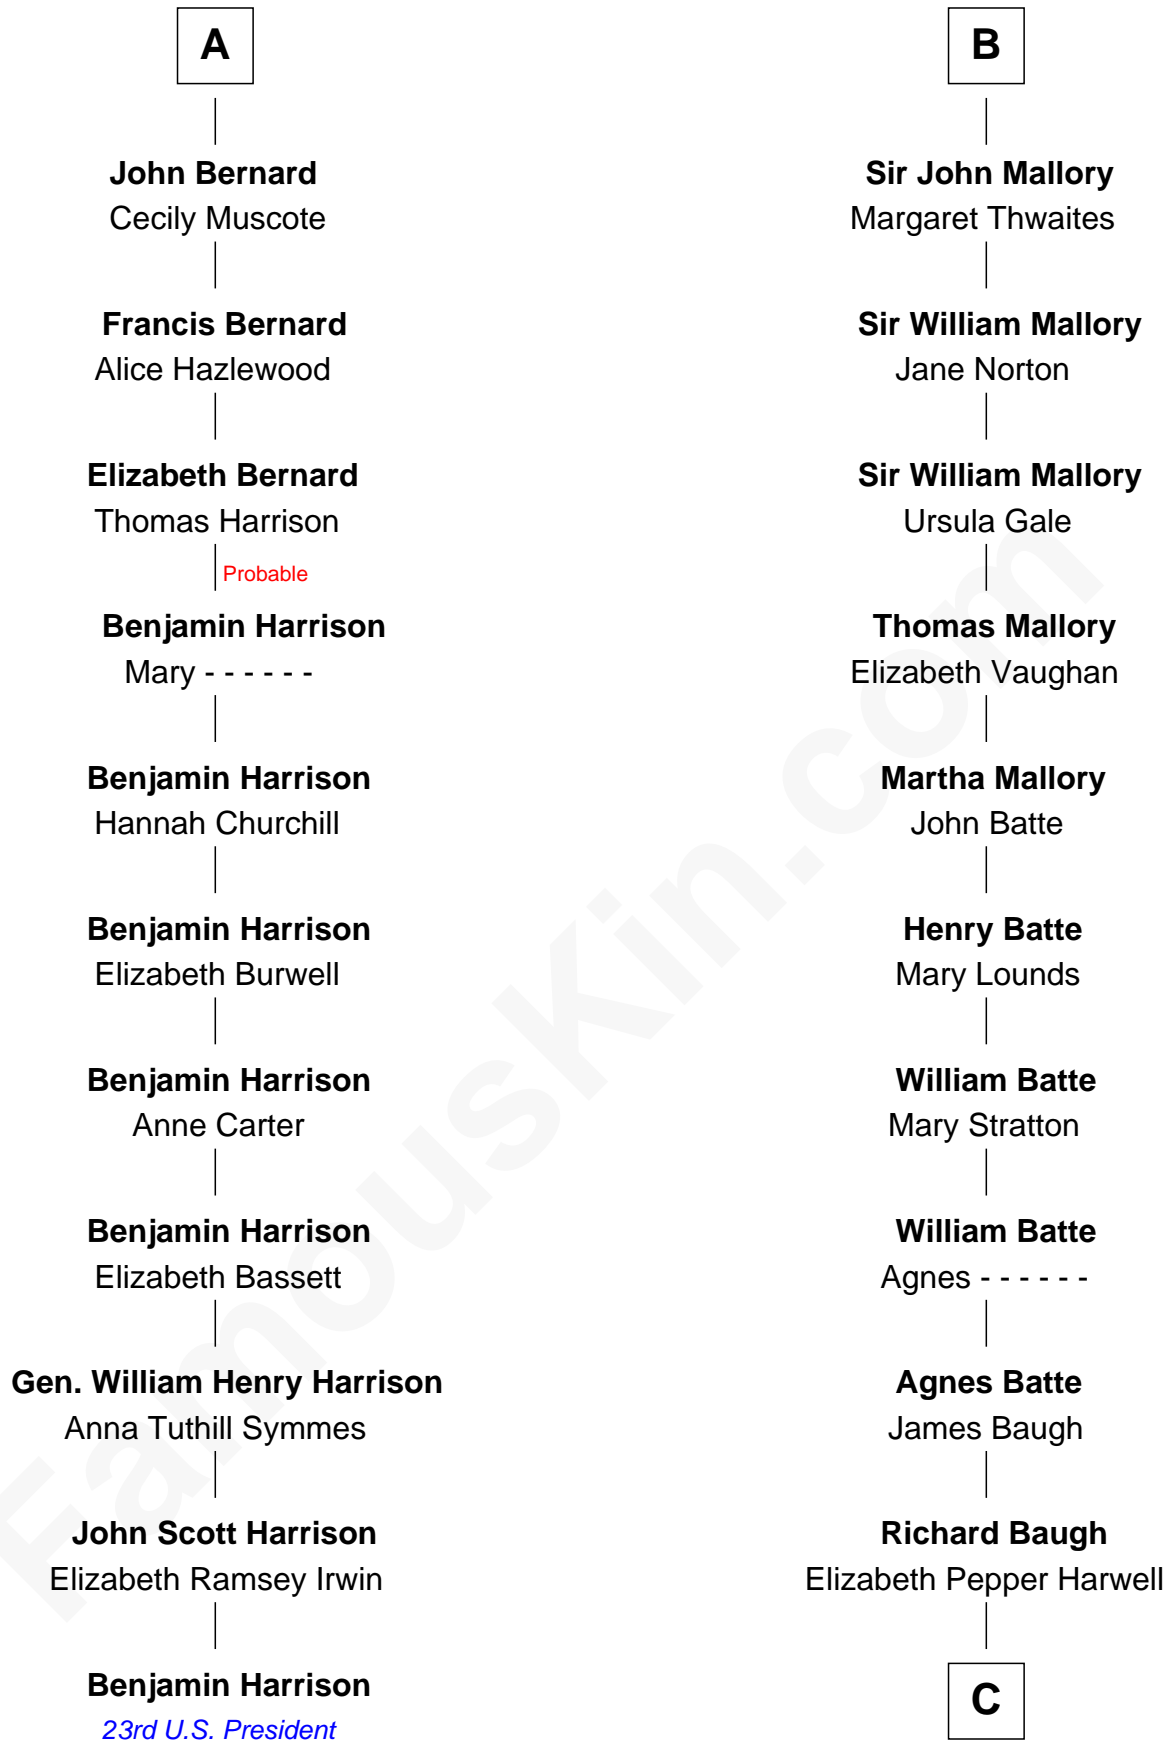 A
John Bernard
Cecily Muscote
Francis Bernard
Alice Hazlewood
Elizabeth Bernard
Thomas Harrison
Probable
Benjamin Harrison
Mary - - - - - -
Benjamin Harrison
Hannah Churchill
Benjamin Harrison
Elizabeth Burwell
Benjamin Harrison
Anne Carter
Benjamin Harrison
Elizabeth Bassett
Gen. William Henry Harrison
Anna Tuthill Symmes
John Scott Harrison
Elizabeth Ramsey Irwin
Benjamin Harrison
23rd U.S. President
B
Sir John Mallory
Margaret Thwaites
Sir William Mallory
Jane Norton
Sir William Mallory
Ursula Gale
Thomas Mallory
Elizabeth Vaughan
Martha Mallory
John Batte
Henry Batte
Mary Lounds
William Batte
Mary Stratton
William Batte
Agnes - - - - - -
Agnes Batte
James Baugh
Richard Baugh
Elizabeth Pepper Harwell
C
FamousKin.com